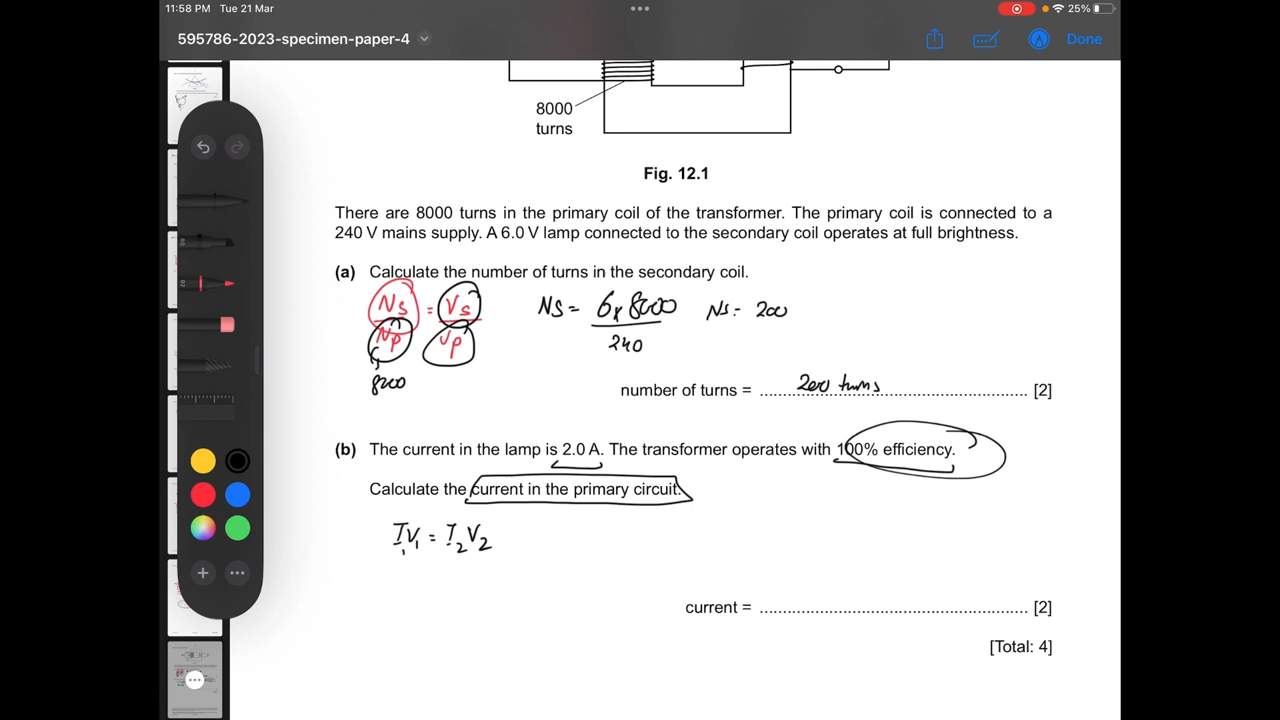 11:58 PM Tue 21 Mar
25%
595786-2023-specimen-paper-4
Done
8000
turns
Fig. 12.1
There are 8000 turns in the primary coil of the transformer. The primary coil is connected to a
240 V mains supply. A 6.0 V lamp connected to the secondary coil operates at full brightness.
(a) Calculate the number of turns in the secondary coil.
Ns/Np = Vs/Vp
Ns = 6 x 8000 / 240
Ns = 200
8200
number of turns = 200 turns [2]
(b) The current in the lamp is 2.0 A. The transformer operates with 100% efficiency.
Calculate the current in the primary circuit.
I1V1 = I2V2
current = [2]
[Total: 4]